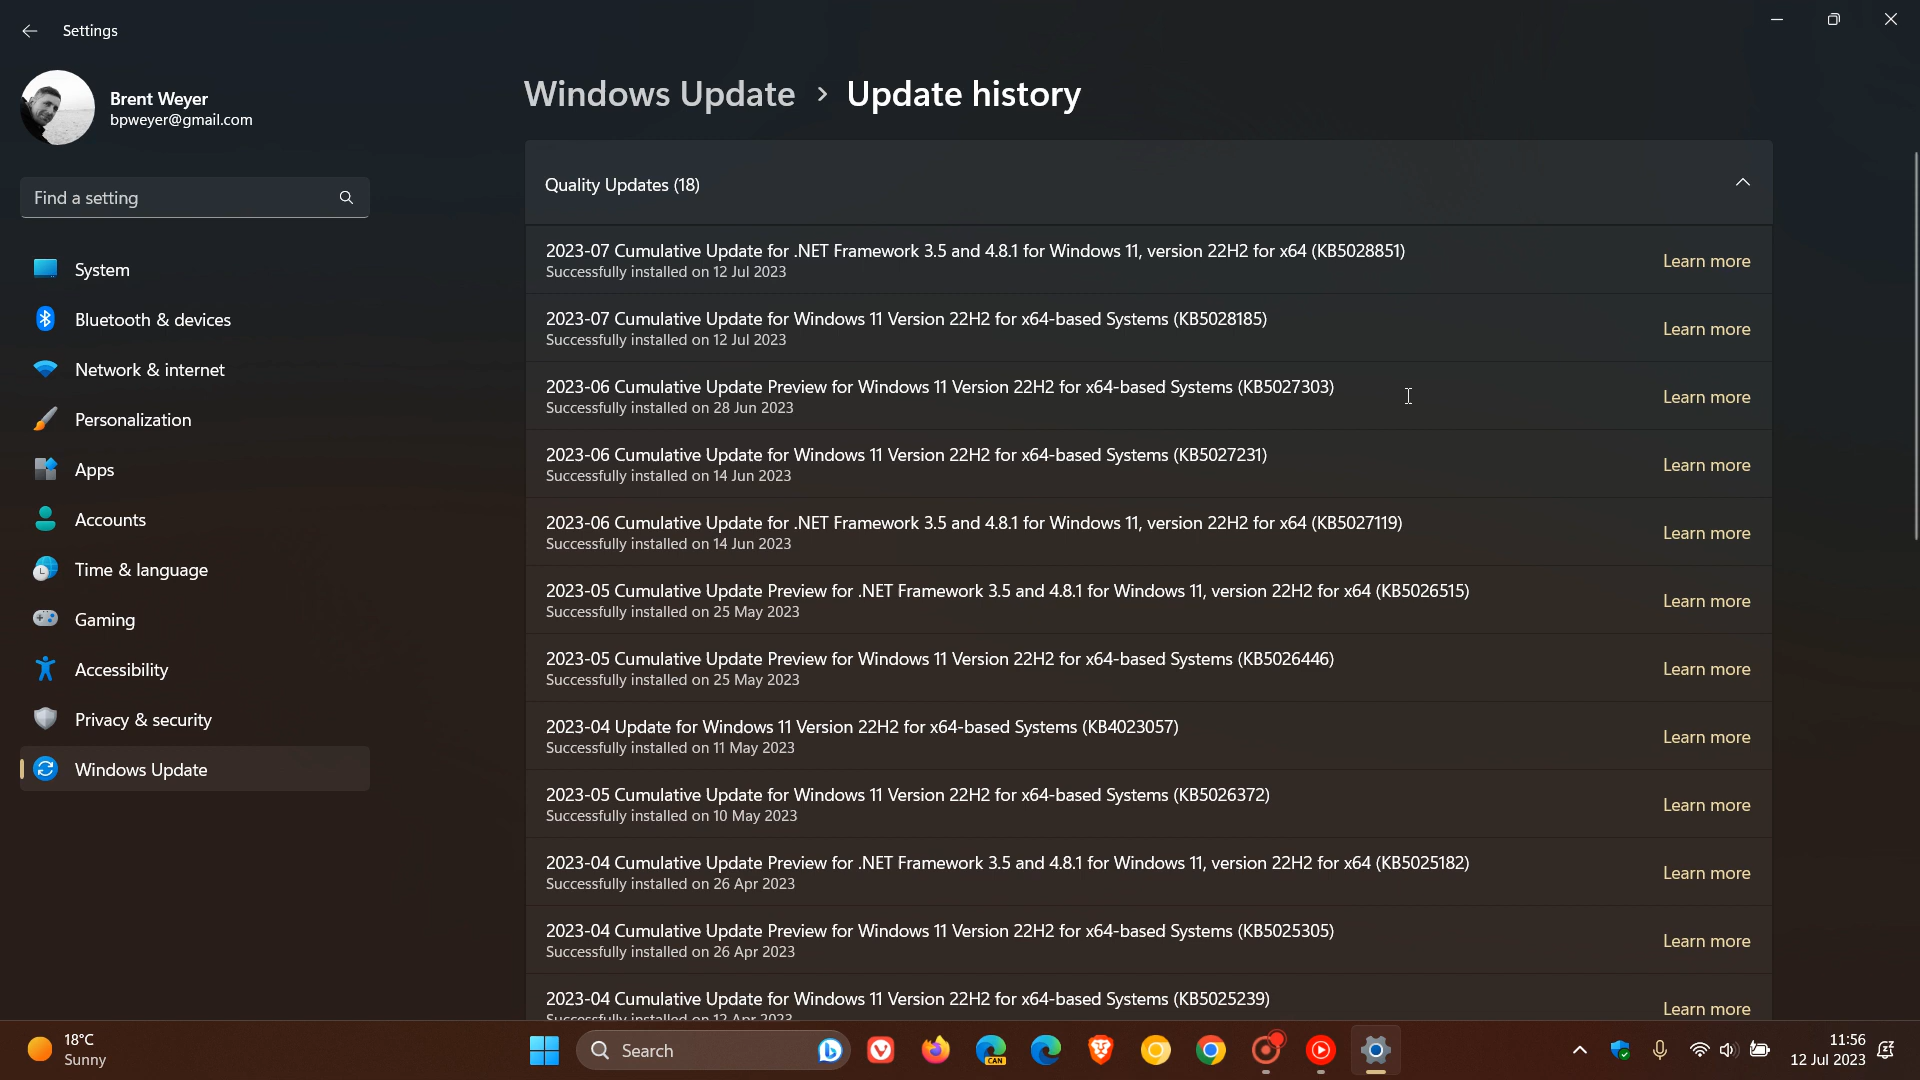 Settings
Brent Weyer
bpweyer@gmail.com
Find a setting
System
Bluetooth & devices
Network & internet
Personalization
Apps
Accounts
Time & language
Gaming
Accessibility
Privacy & security
Windows Update
Windows Update > Update history
Quality Updates (18)
2023-07 Cumulative Update for .NET Framework 3.5 and 4.8.1 for Windows 11, version 22H2 for x64 (KB5028851)
Successfully installed on 12 Jul 2023
Learn more
2023-07 Cumulative Update for Windows 11 Version 22H2 for x64-based Systems (KB5028185)
Successfully installed on 12 Jul 2023
Learn more
2023-06 Cumulative Update Preview for Windows 11 Version 22H2 for x64-based Systems (KB5027303)
Successfully installed on 28 Jun 2023
Learn more
2023-06 Cumulative Update for Windows 11 Version 22H2 for x64-based Systems (KB5027231)
Successfully installed on 14 Jun 2023
Learn more
2023-06 Cumulative Update for .NET Framework 3.5 and 4.8.1 for Windows 11, version 22H2 for x64 (KB5027119)
Successfully installed on 14 Jun 2023
Learn more
2023-05 Cumulative Update Preview for .NET Framework 3.5 and 4.8.1 for Windows 11, version 22H2 for x64 (KB5026515)
Successfully installed on 25 May 2023
Learn more
2023-05 Cumulative Update Preview for Windows 11 Version 22H2 for x64-based Systems (KB5026446)
Successfully installed on 25 May 2023
Learn more
2023-04 Update for Windows 11 Version 22H2 for x64-based Systems (KB4023057)
Successfully installed on 11 May 2023
Learn more
2023-05 Cumulative Update for Windows 11 Version 22H2 for x64-based Systems (KB5026372)
Successfully installed on 10 May 2023
Learn more
2023-04 Cumulative Update Preview for .NET Framework 3.5 and 4.8.1 for Windows 11, version 22H2 for x64 (KB5025182)
Successfully installed on 26 Apr 2023
Learn more
2023-04 Cumulative Update Preview for Windows 11 Version 22H2 for x64-based Systems (KB5025305)
Successfully installed on 26 Apr 2023
Learn more
2023-04 Cumulative Update for Windows 11 Version 22H2 for x64-based Systems (KB5025239)
Successfully installed on 12 Apr 2023
Learn more
18°C
Sunny
Search
CAN
11:56
12 Jul 2023